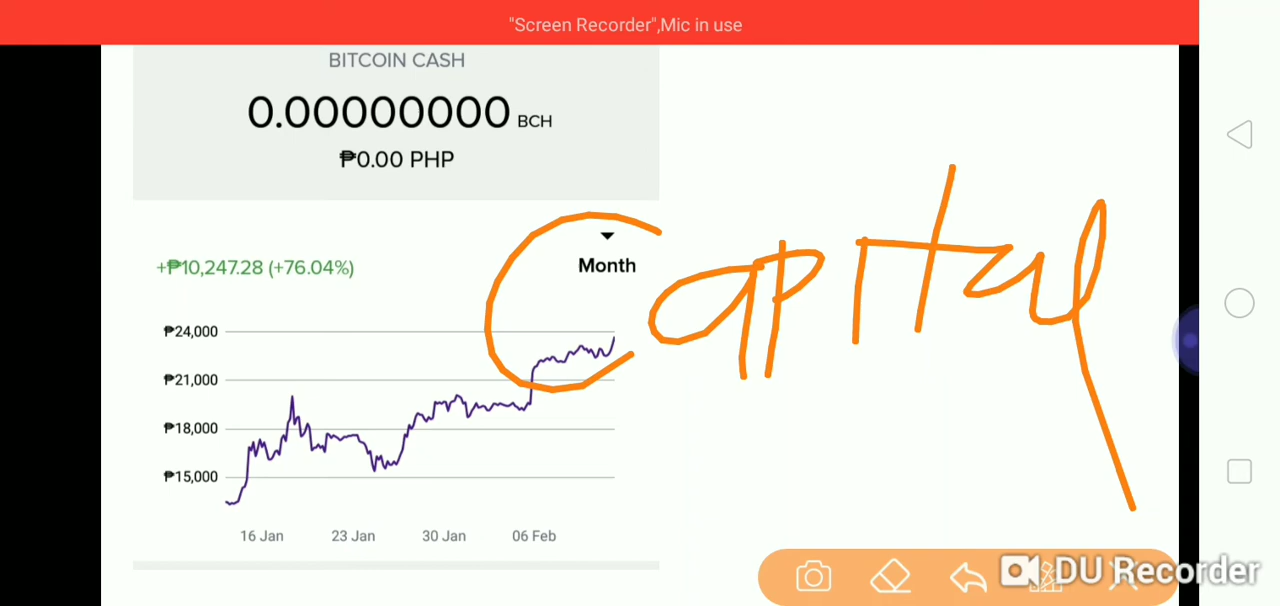 "Screen Recorder",Mic in use
BITCOIN CASH
0.00000000 BCH
₱0.00 PHP
Month
+₱10,247.28 (+76.04%)
Capital
₱24,000
₱21,000
₱18,000
₱15,000
16 Jan 23 Jan 30 Jan 06 Feb
DU Recorder